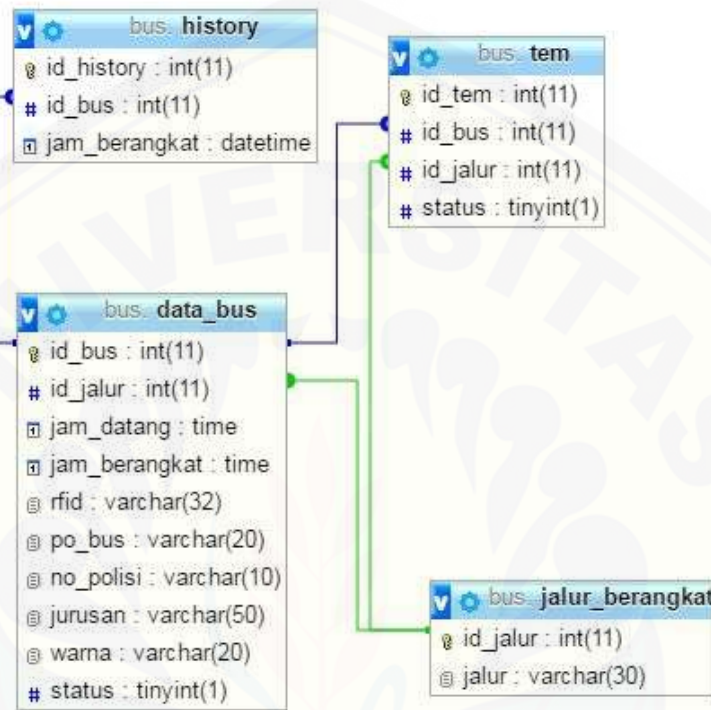 bus. history
id_history : int(11)
# id_bus : int(11)
jam_berangkat : datetime
bus. tem
id_tem : int(11)
# id_bus : int(11)
# id_jalur : int(11)
# status : tinyint(1)
bus. data_bus
id_bus : int(11)
# id_jalur : int(11)
jam_datang : time
jam_berangkat : time
rfid : varchar(32)
po_bus : varchar(20)
no_polisi : varchar(10)
jurusan : varchar(50)
warna : varchar(20)
# status : tinyint(1)
bus. jalur_berangkat
id_jalur : int(11)
jalur : varchar(30)
UNIVERSITAS